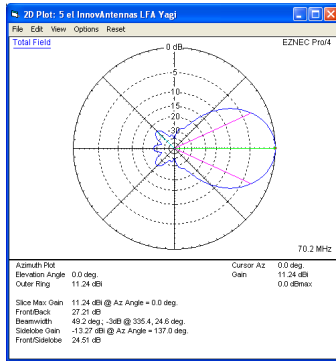 2D Plot: 5 el InnovAntennas LFA Yagi
File Edit View Options Reset
Total Field
0 dB
EZNEC Pro/4
-5
-10
-15
-20
-30
70.2 MHz
Azimuth Plot
Elevation Angle 0.0 deg.
Outer Ring 11.24 dBi
Cursor Az 0.0 deg.
Gain 11.24 dBi
0.0 dBmax
Slice Max Gain 11.24 dBi @ Az Angle = 0.0 deg.
Front/Back 27.21 dB
Beamwidth 49.2 deg.; -3dB @ 335.4, 24.6 deg.
Sidelobe Gain -13.27 dBi @ Az Angle = 137.0 deg.
Front/Sidelobe 24.51 dB